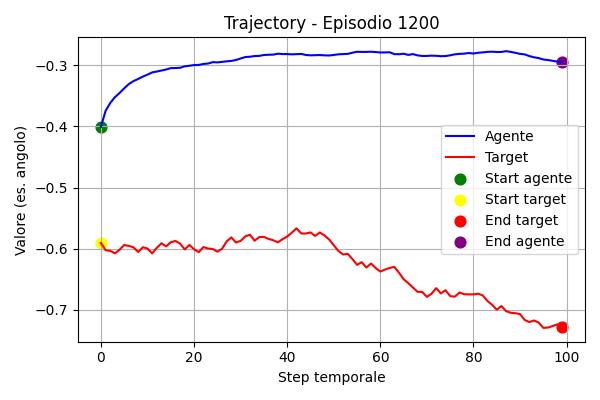 Trajectory - Episodio 1200
Valore (es. angolo)
−0.3
−0.4
−0.5
−0.6
−0.7
Agente
Target
Start agente
Start target
End target
End agente
0 20 40 60 80 100
Step temporale